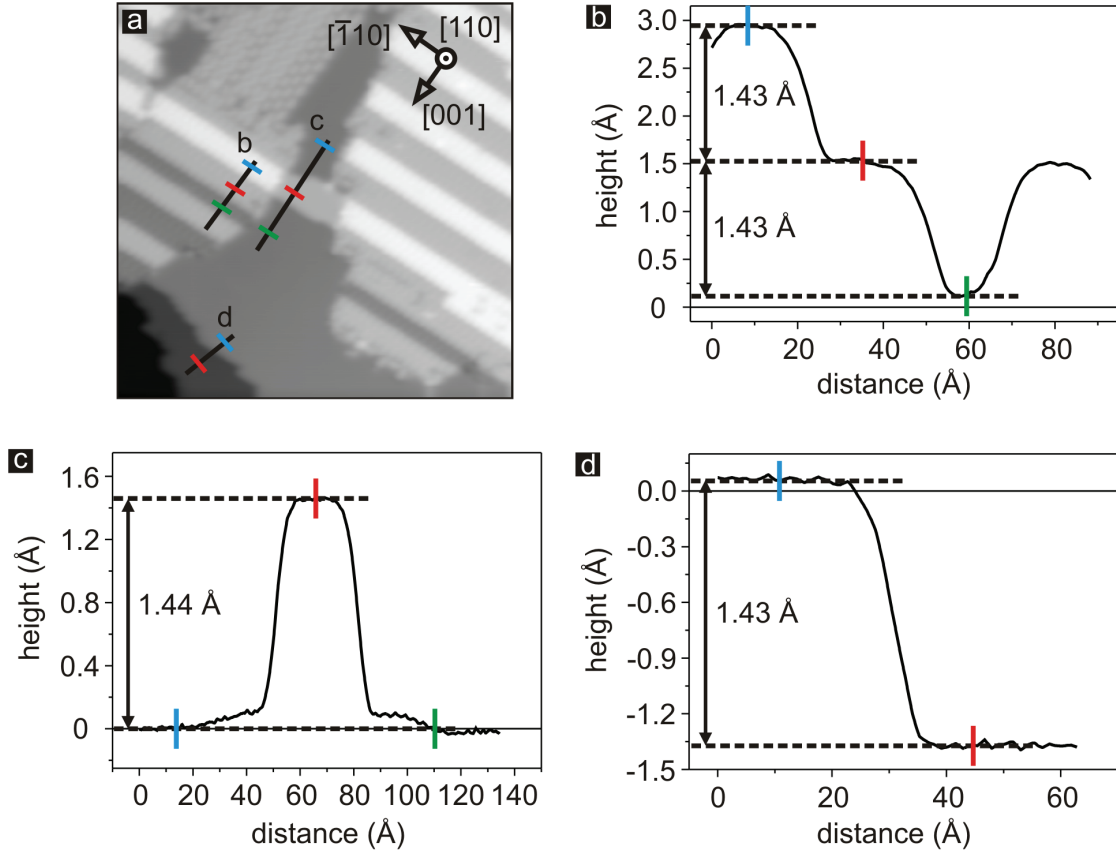 a
[1̄10]
[110]
[001]
b
c
d
b
3.0
2.5
2.0
1.5
1.0
0.5
0
height (Å)
1.43 Å
1.43 Å
0 20 40 60 80
distance (Å)
c
1.6
1.2
0.8
0.4
0
height (Å)
1.44 Å
0 20 40 60 80 100 120 140
distance (Å)
d
0.0
-0.3
-0.6
-0.9
-1.2
-1.5
height (Å)
1.43 Å
0 20 40 60
distance (Å)